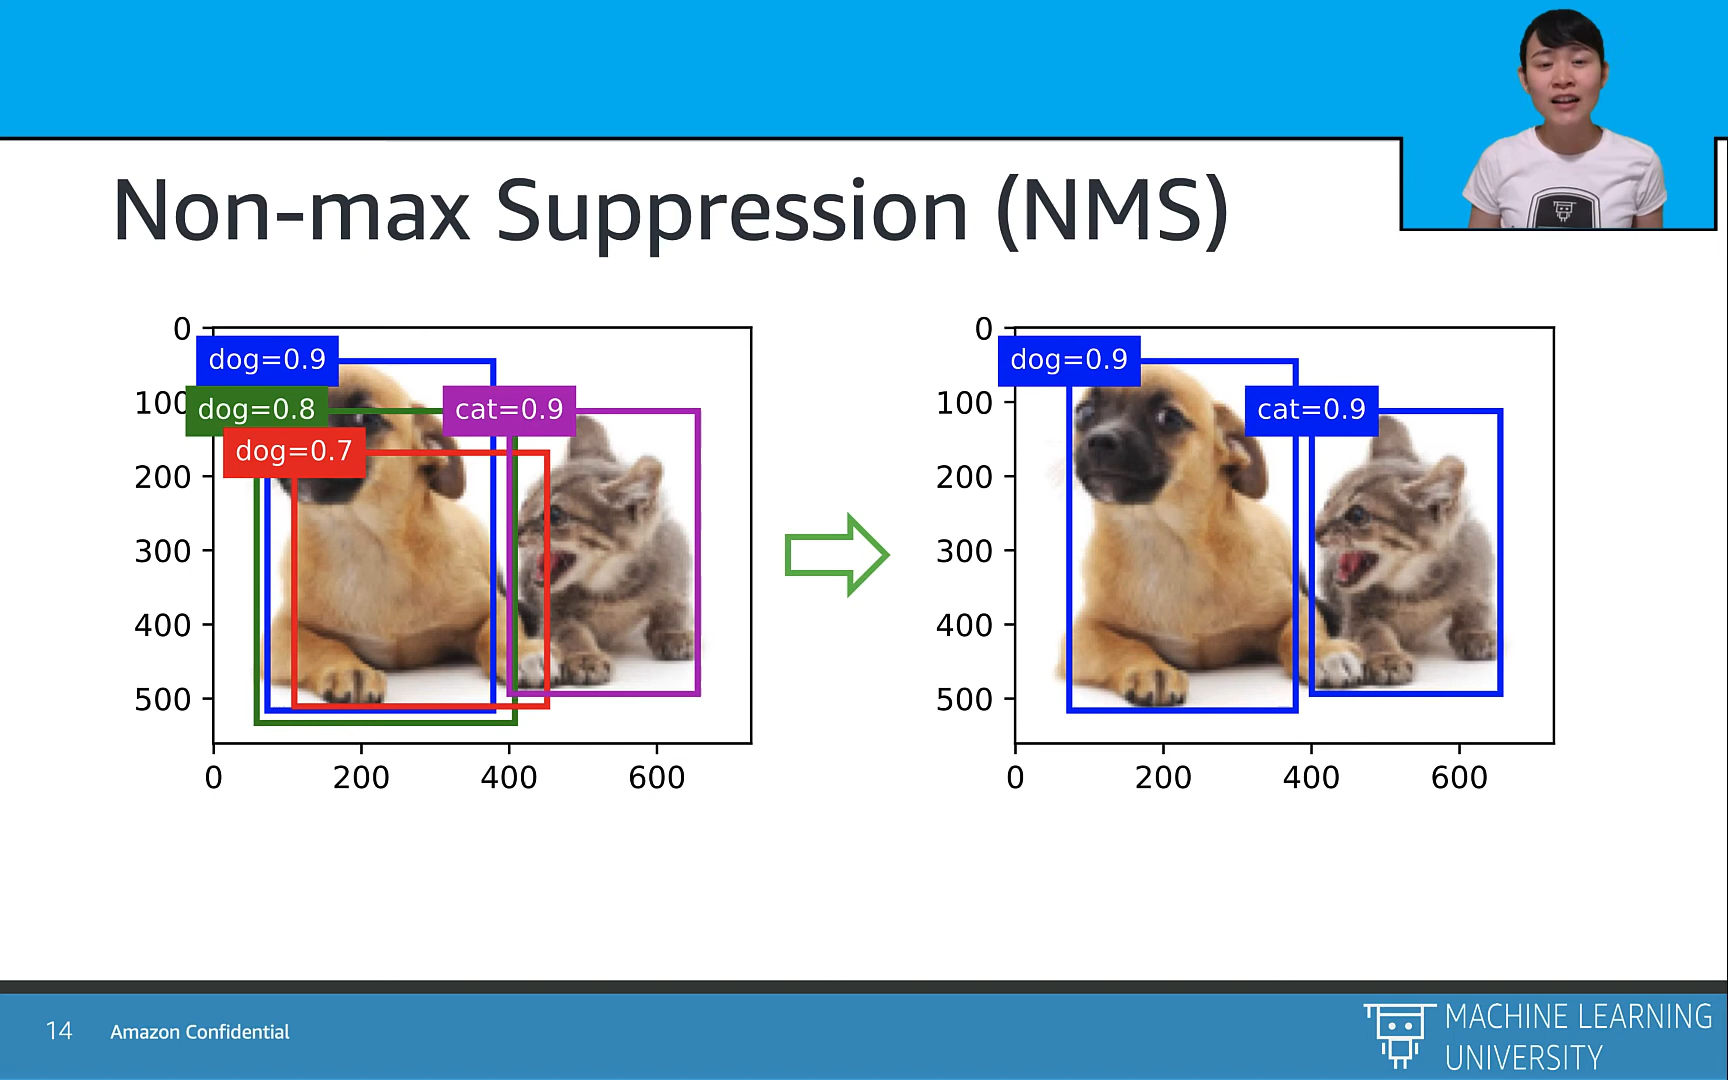 Non-max Suppression (NMS)
0
100
200
300
400
500
0
200
400
600
dog=0.9
dog=0.8
dog=0.7
cat=0.9
0
100
200
300
400
500
0
200
400
600
dog=0.9
cat=0.9
14
Amazon Confidential
MACHINE LEARNING
UNIVERSITY